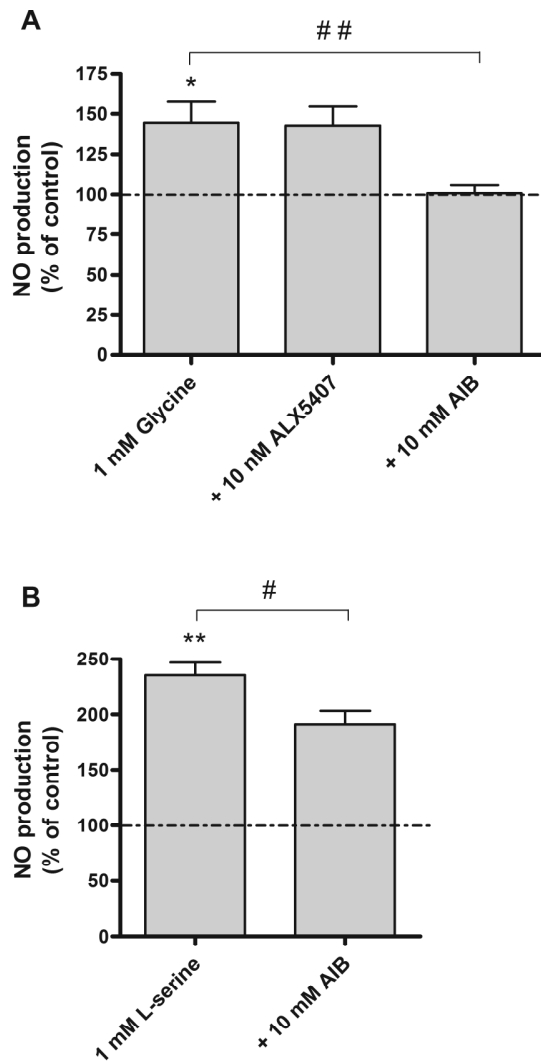 A
# #
*
NO production
(% of control)
175
150
125
100
75
50
25
0
1 mM Glycine
+ 10 nM ALX5407
+ 10 mM AIB
B
#
**
NO production
(% of control)
250
200
150
100
50
0
1 mM L-serine
+ 10 mM AIB